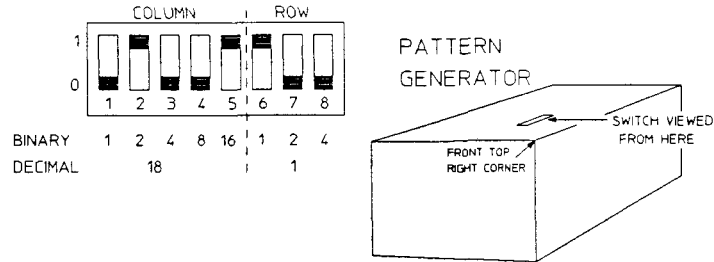 COLUMN ROW
1
0
1 2 3 4 5 6 7 8
BINARY 1 2 4 8 16 1 2 4
DECIMAL 18 1
PATTERN
GENERATOR
SWITCH VIEWED
FROM HERE
FRONT TOP
RIGHT CORNER